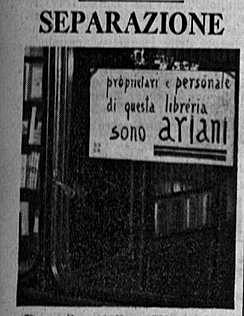 SEPARAZIONE
proprietari e personale
di questa libreria
sono ariani